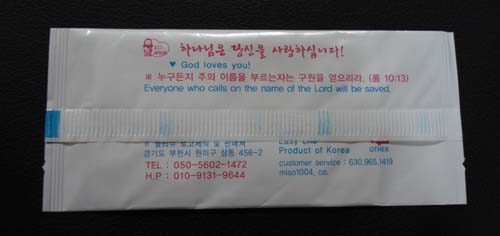 하나님은 당신을 사랑하십니다!
♥ God loves you!
※ 누구든지 주의 이름을 부르는자는 구원을 얻으리라. (롬 10:13)
Everyone who calls on the name of the Lord will be saved.
경기도 부천시 원미구 상동 456-2
TEL : 050-5602-1472
H.P : 010-9131-9644
Product of Korea
OTHER
customer service : 630.965.1419
miso1004, co.